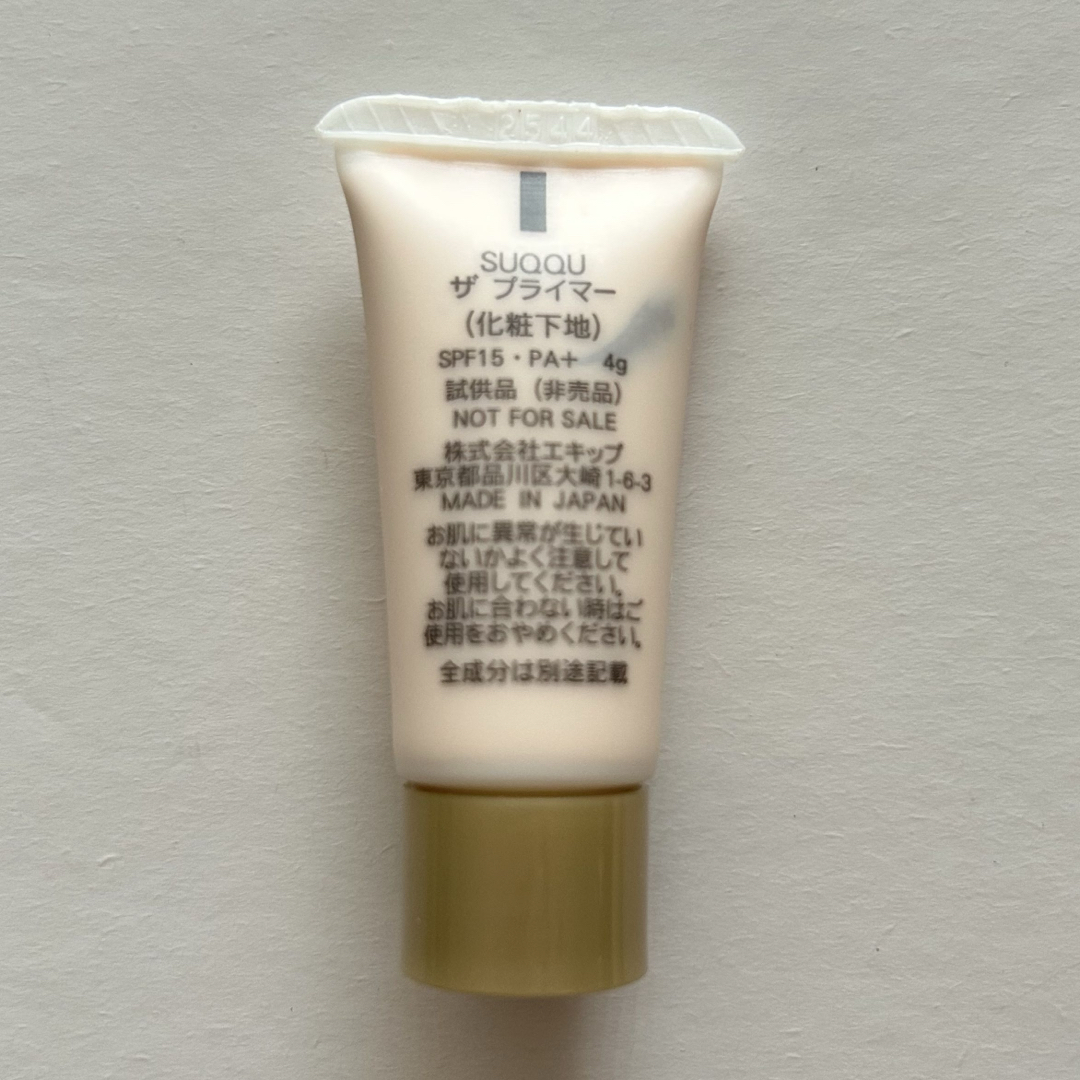 2544
SUQQU
ザ プライマー
(化粧下地)
SPF15・PA+ 4g
試供品 (非売品)
NOT FOR SALE
株式会社エキップ
東京都品川区大崎1-6-3
MADE IN JAPAN
お肌に異常が生じてい
ないかよく注意して
使用してください。
お肌に合わない時はご
使用をおやめください。
全成分は別途記載